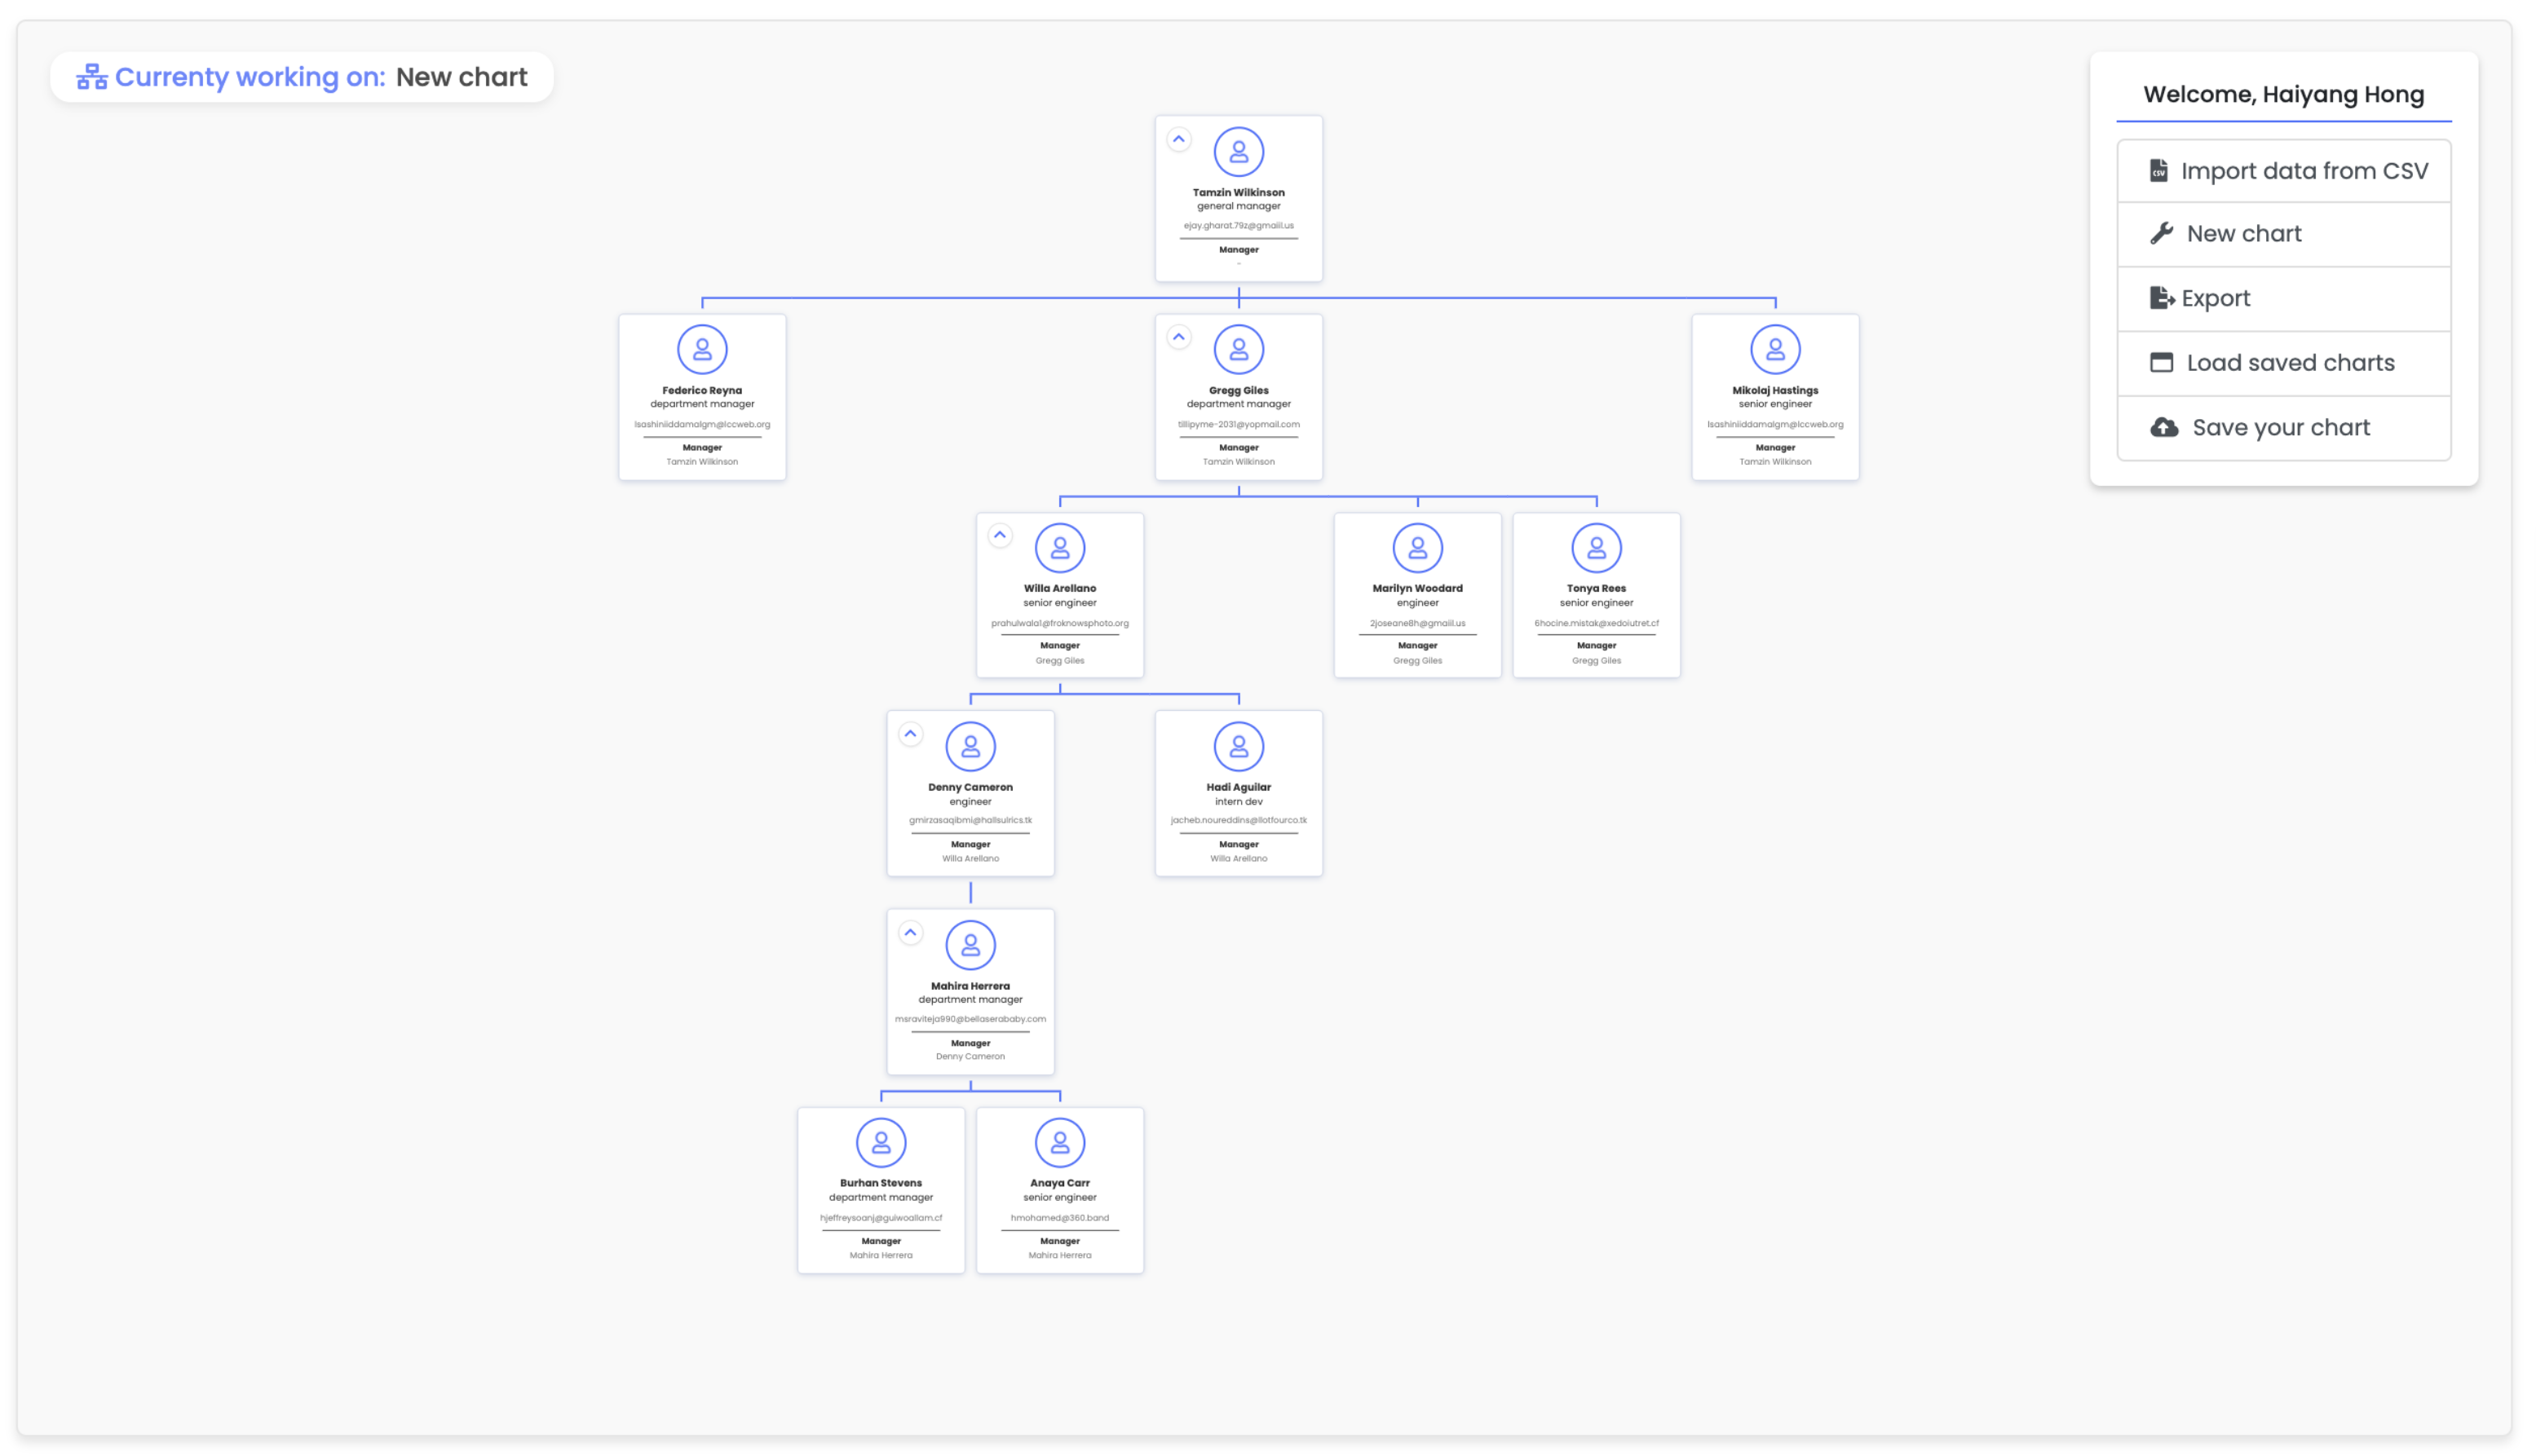 Currenty working on: New chart
Welcome, Haiyang Hong
Import data from CSV
New chart
Export
Load saved charts
Save your chart
Tamzin Wilkinson
general manager
ejay.gharat.79z@gmaiil.us
Manager
-
Federico Reyna
department manager
lsashiniiddamalgm@lccweb.org
Manager
Tamzin Wilkinson
Gregg Giles
department manager
tillipyme-2031@yopmail.com
Manager
Tamzin Wilkinson
Mikolaj Hastings
senior engineer
lsashiniiddamalgm@lccweb.org
Manager
Tamzin Wilkinson
Willa Arellano
senior engineer
prahulwala1@froknowsphoto.org
Manager
Gregg Giles
Marilyn Woodard
engineer
2joseane8h@gmaiil.us
Manager
Gregg Giles
Tonya Rees
senior engineer
6hocine.mistak@xedoiutret.cf
Manager
Gregg Giles
Denny Cameron
engineer
gmirzasaqibmi@hallsulrics.tk
Manager
Willa Arellano
Hadi Aguilar
intern dev
jacheb.noureddins@ilotfourco.tk
Manager
Willa Arellano
Mahira Herrera
department manager
msraviteja990@bellaserababy.com
Manager
Denny Cameron
Burhan Stevens
department manager
hjeffreysoanj@guiwoallam.cf
Manager
Mahira Herrera
Anaya Carr
senior engineer
hmohamed@360.band
Manager
Mahira Herrera